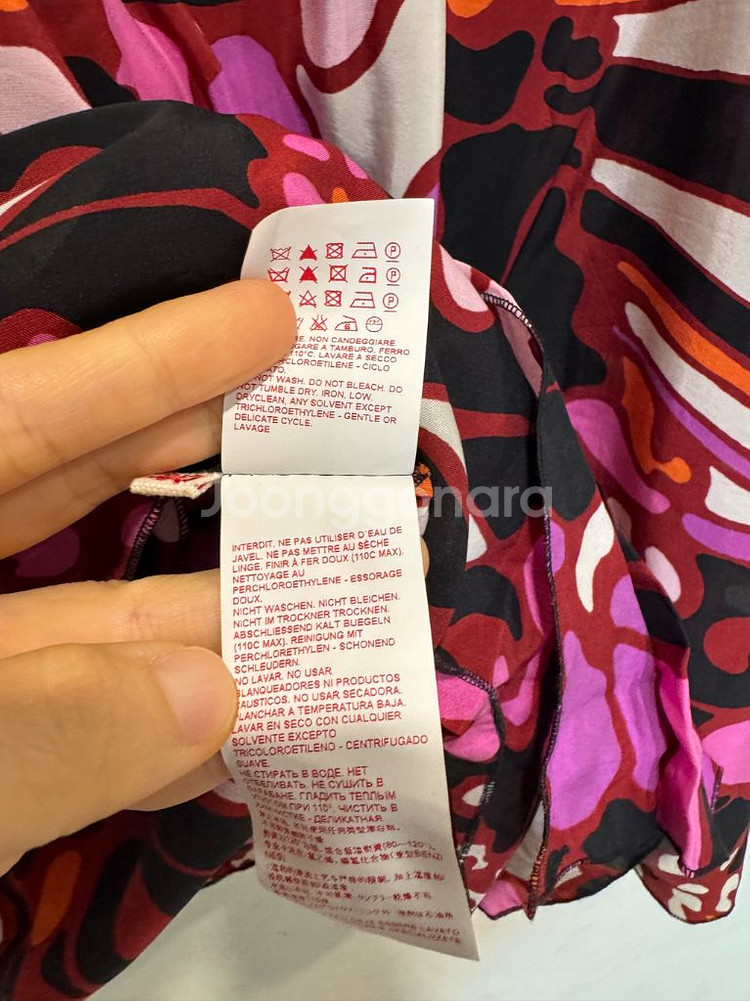 P
P
P
RE. NON CANDEGGIARE
GARE A TAMBURO. FERRO
110°C. LAVARE A SECCO
PERCLOROETILENE - CICLO
NOT WASH. DO NOT BLEACH. DO
NOT TUMBLE DRY. IRON, LOW,
DRYCLEAN, ANY SOLVENT EXCEPT
TRICHLOROETHYLENE - GENTLE OR
DELICATE CYCLE.
LAVAGE
Joonggonara
INTERDIT. NE PAS UTILISER D'EAU DE
JAVEL. NE PAS METTRE AU SÈCHE
LINGE. FINIR À FER DOUX (110C MAX).
NETTOYAGE AU
PERCHLOROETHYLENE - ESSORAGE
DOUX.
NICHT WASCHEN. NICHT BLEICHEN.
NICHT IM TROCKNER TROCKNEN.
ABSCHLIESSEND KALT BUEGELN
(110C MAX). REINIGUNG MIT
PERCHLORETHYLEN - SCHONEND
SCHLEUDERN.
NO LAVAR. NO USAR
BLANQUEADORES NI PRODUCTOS
CAUSTICOS. NO USAR SECADORA.
PLANCHAR A TEMPERATURA BAJA.
LAVAR EN SECO CON CUALQUIER
SOLVENTE EXCEPTO
TRICOLOROETILENO - CENTRIFUGADO
SUAVE.
НЕ СТИРАТЬ В ВОДЕ. НЕТ
ОТБЕЛИВАТЬ. НЕ СУШИТЬ В
БАРАБАНЕ. ГЛАДИТЬ ТЕПЛЫМ
ПРИ 110°. ЧИСТИТЬ В
- ДЕЛИКАТНАЯ.